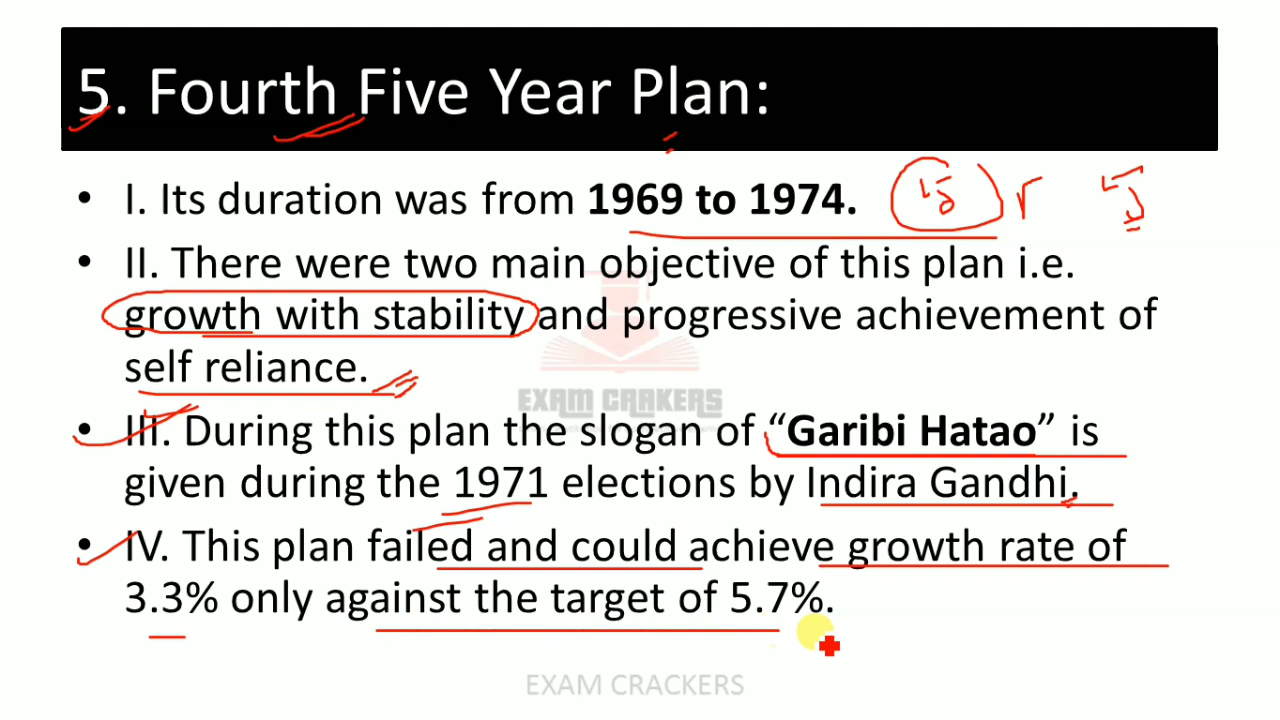 5. Fourth Five Year Plan:
• I. Its duration was from 1969 to 1974.
• II. There were two main objective of this plan i.e.
growth with stability and progressive achievement of
self reliance.
EXAM CRAKERS
• III. During this plan the slogan of “Garibi Hatao” is
given during the 1971 elections by Indira Gandhi.
• IV. This plan failed and could achieve growth rate of
3.3% only against the target of 5.7%.
EXAM CRACKERS